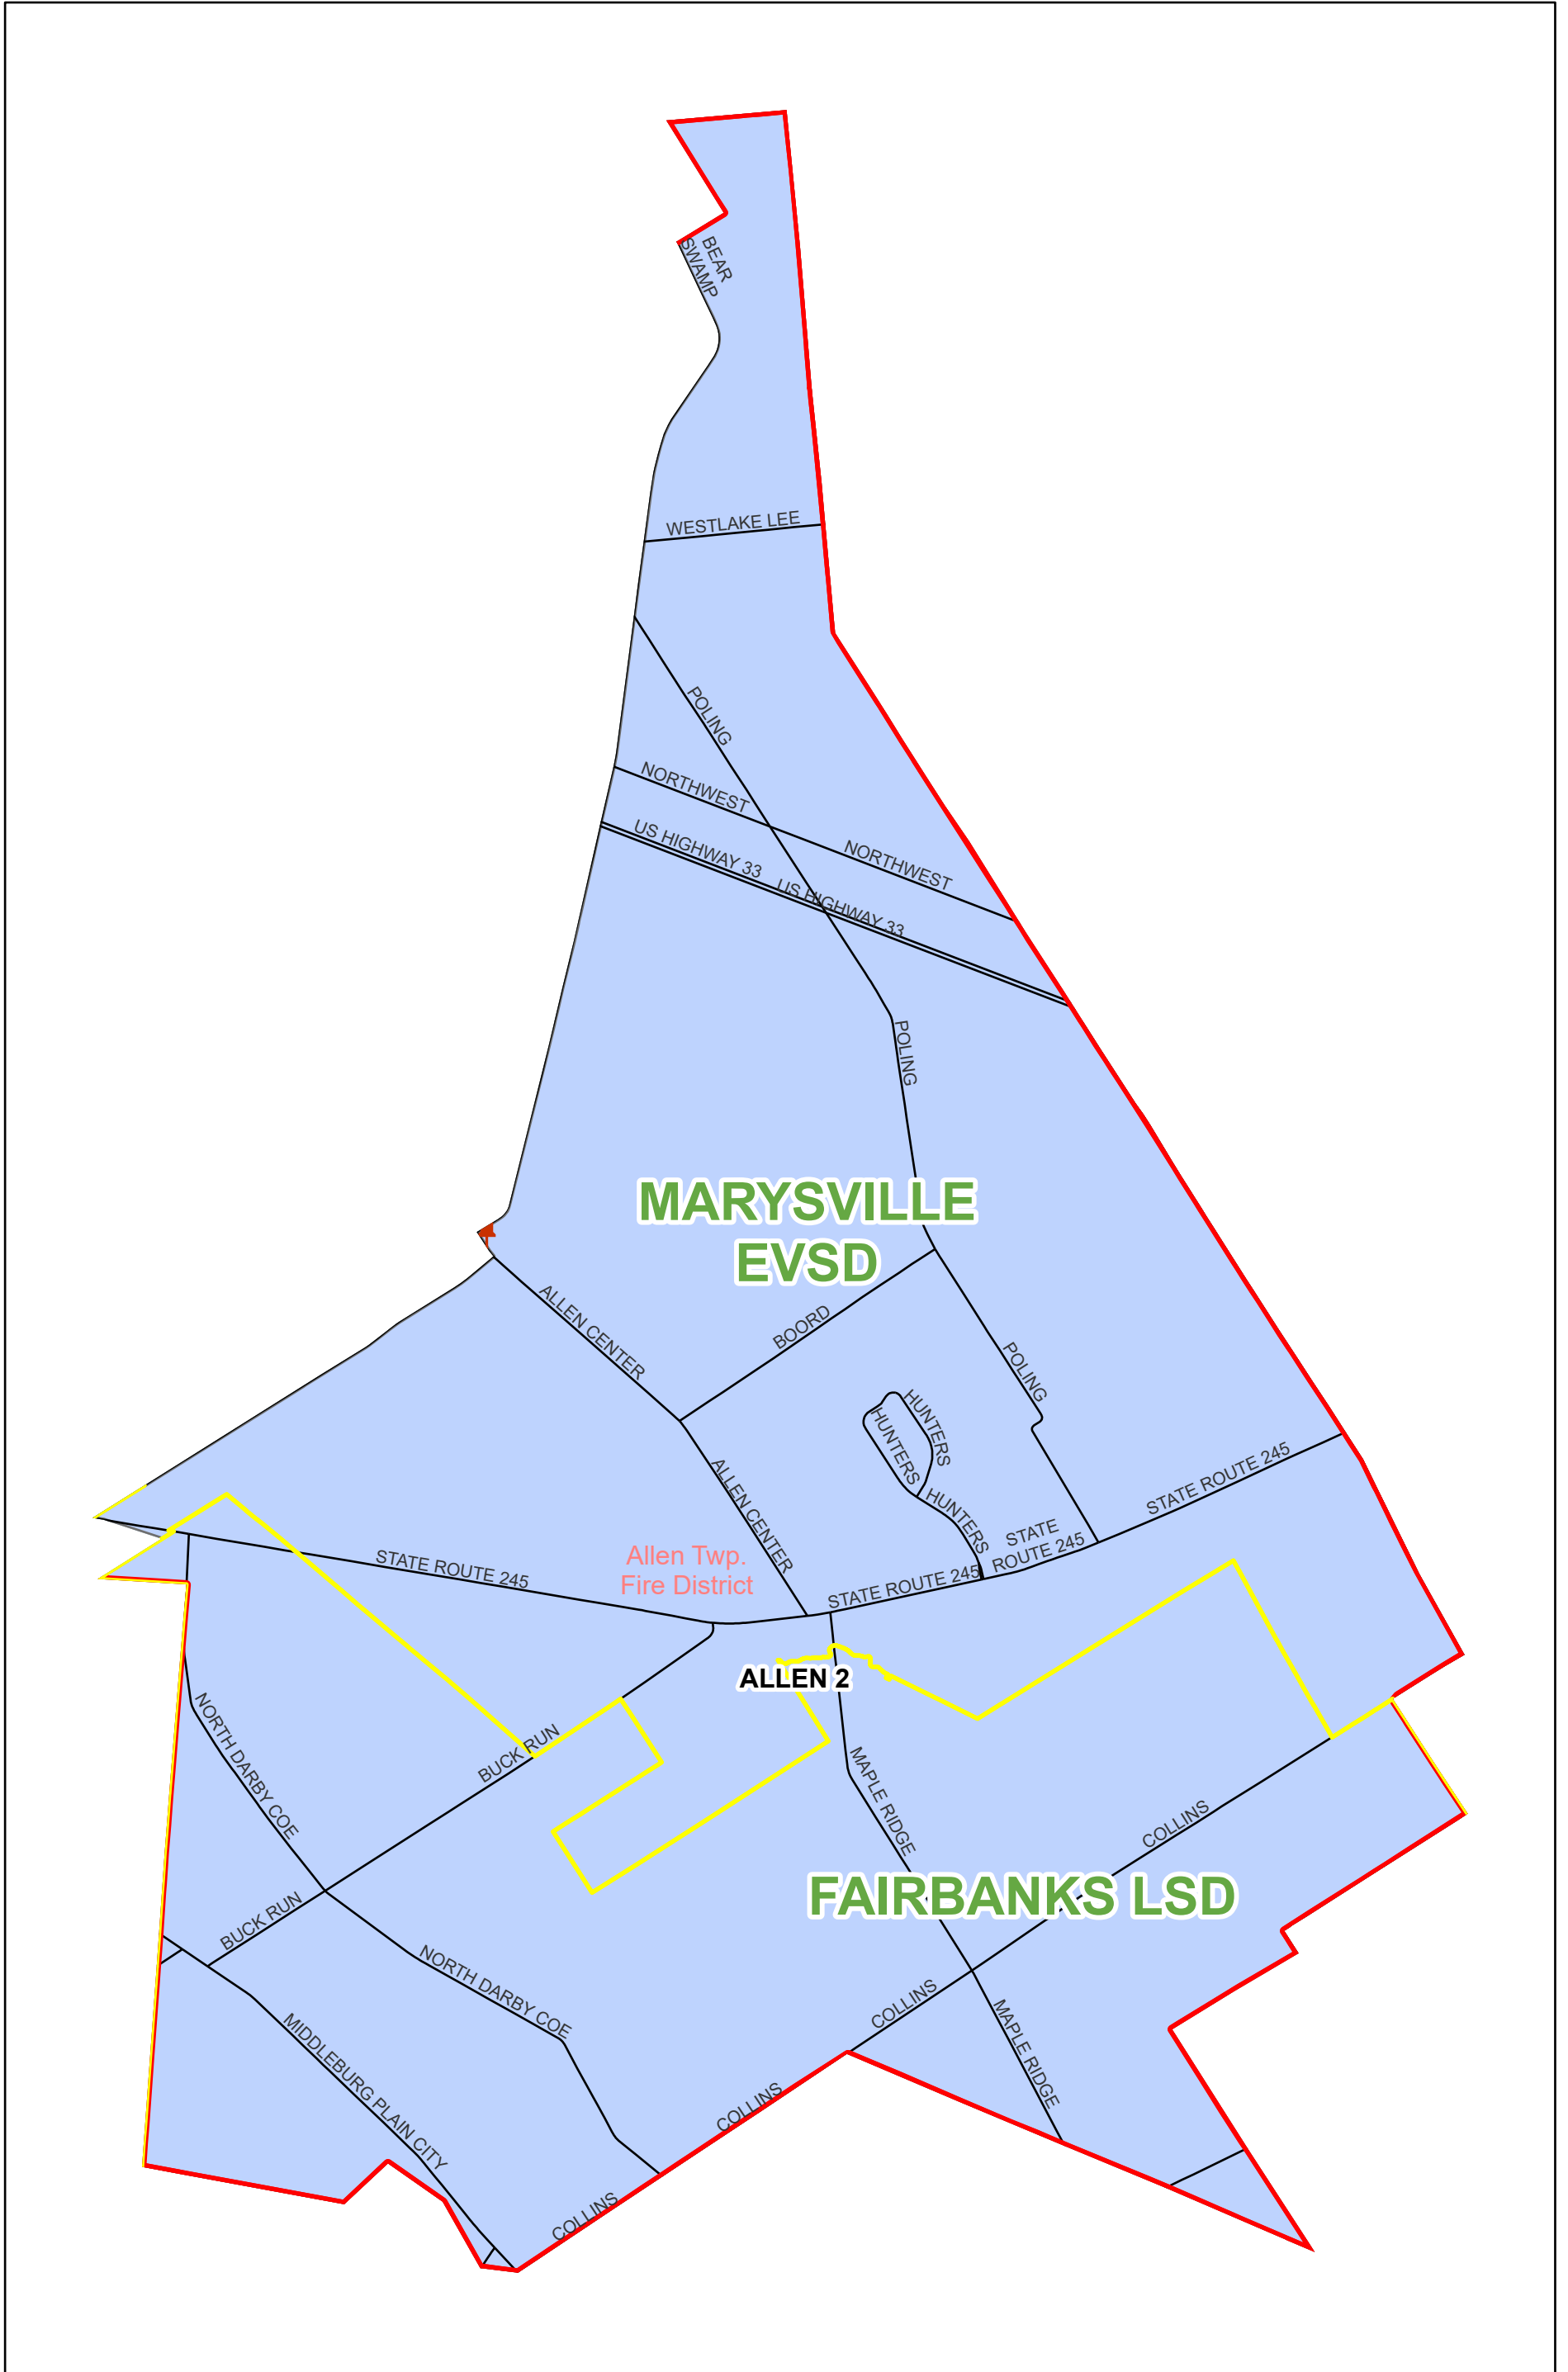 BEAR
SWAMP
WESTLAKE LEE
POLING
NORTHWEST
NORTHWEST
US HIGHWAY 33
US HIGHWAY 33
POLING
MARYSVILLE
EVSD
ALLEN CENTER
BOORD
POLING
HUNTERS
HUNTERS
ALLEN CENTER
HUNTERS
STATE ROUTE 245
STATE
ROUTE 245
STATE ROUTE 245
Allen Twp.
Fire District
STATE ROUTE 245
ALLEN 2
NORTH DARBY COE
BUCK RUN
MAPLE RIDGE
COLLINS
FAIRBANKS LSD
BUCK RUN
NORTH DARBY COE
COLLINS
MAPLE RIDGE
MIDDLEBURG PLAIN CITY
COLLINS
COLLINS